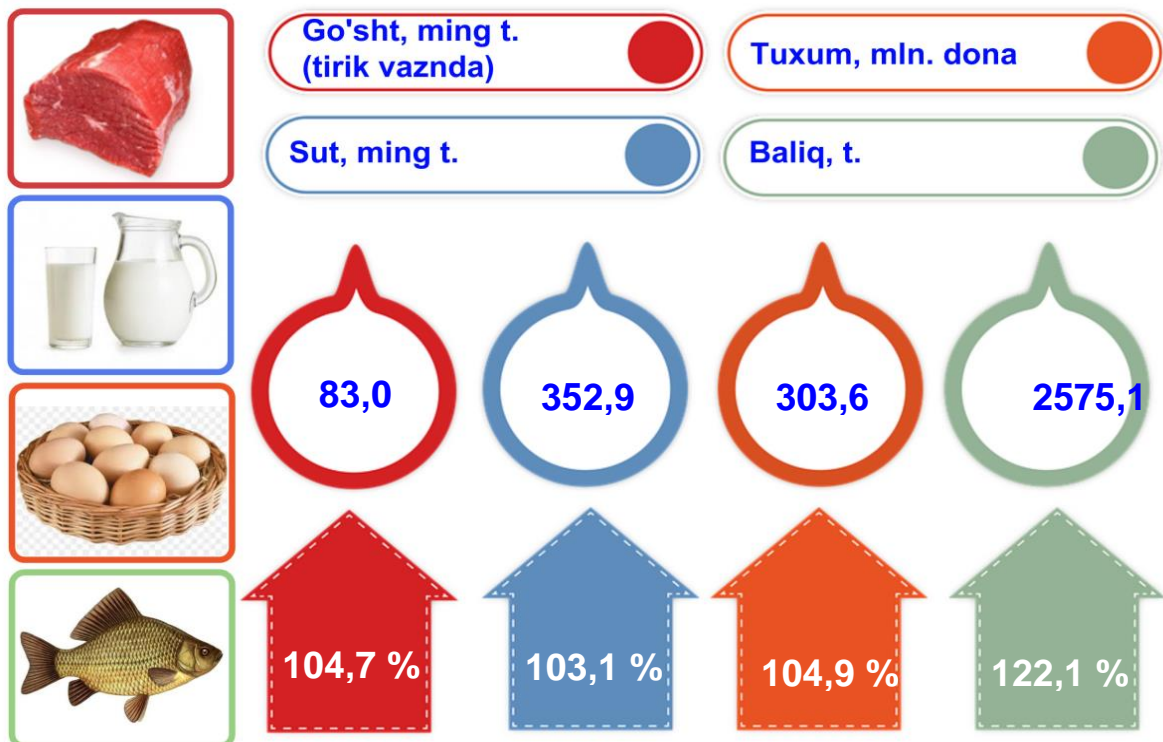 Go'sht, ming t.
(tirik vaznda)
Tuxum, mln. dona
Sut, ming t.
Baliq, t.
83,0
352,9
303,6
2575,1
104,7 %
103,1 %
104,9 %
122,1 %